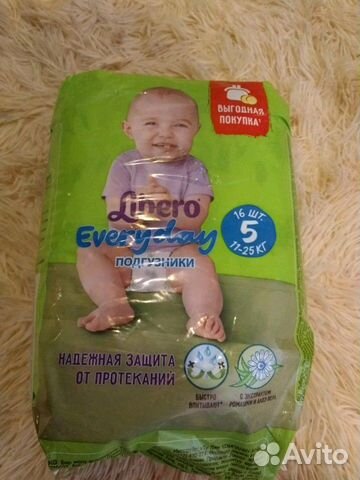 ВЫГОДНАЯ
ПОКУПКА
Libero
Everyday
ПОДГУЗНИКИ
16 ШТ.
5
11-25 КГ
НАДЕЖНАЯ ЗАЩИТА
ОТ ПРОТЕКАНИЙ
БЫСТРО
ВПИТЫВАЮТ*
С ЭКСТРАКТОМ
РОМАШКИ И АЛОЭ ВЕРА
Avito